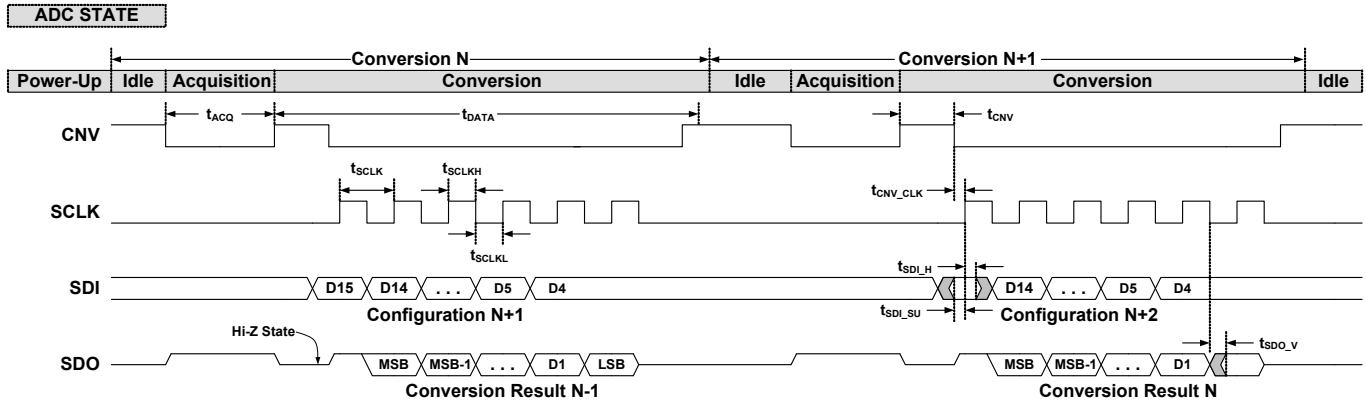 ADC STATE
Conversion N
Conversion N+1
Power-Up Idle Acquisition Conversion Idle Acquisition Conversion Idle
tACQ tDATA tCNV
CNV
tSCLK tSCLKH tCNV_CLK
SCLK
tSCLKL
tSDI_H
SDI D15 D14 . . . D5 D4 D14 . . . D5 D4
Configuration N+1 tSDI_SU Configuration N+2
Hi-Z State
tSDO_V
SDO MSB MSB-1 . . . D1 LSB MSB MSB-1 . . . D1
Conversion Result N-1 Conversion Result N